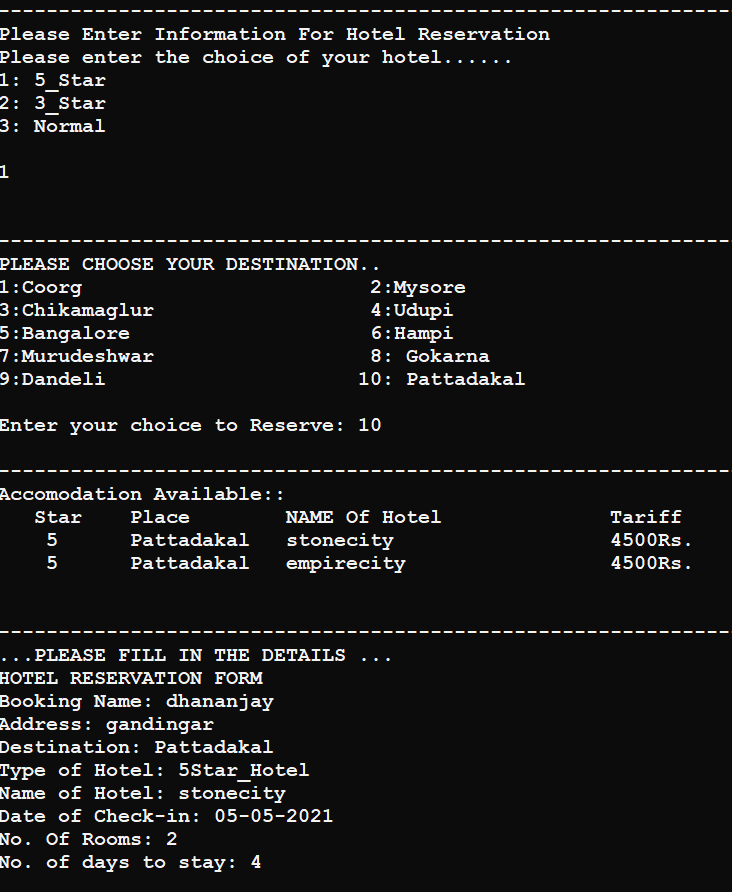 Please Enter Information For Hotel Reservation
Please enter the choice of your hotel......
1: 5_Star
2: 3_Star
3: Normal
1
PLEASE CHOOSE YOUR DESTINATION..
1:Coorg 2:Mysore
3:Chikamaglur 4:Udupi
5:Bangalore 6:Hampi
7:Murudeshwar 8: Gokarna
9:Dandeli 10: Pattadakal
Enter your choice to Reserve: 10
Accomodation Available::
Star Place NAME Of Hotel Tariff
5 Pattadakal stonecity 4500Rs.
5 Pattadakal empirecity 4500Rs.
...PLEASE FILL IN THE DETAILS ...
HOTEL RESERVATION FORM
Booking Name: dhananjay
Address: gandingar
Destination: Pattadakal
Type of Hotel: 5Star_Hotel
Name of Hotel: stonecity
Date of Check-in: 05-05-2021
No. Of Rooms: 2
No. of days to stay: 4